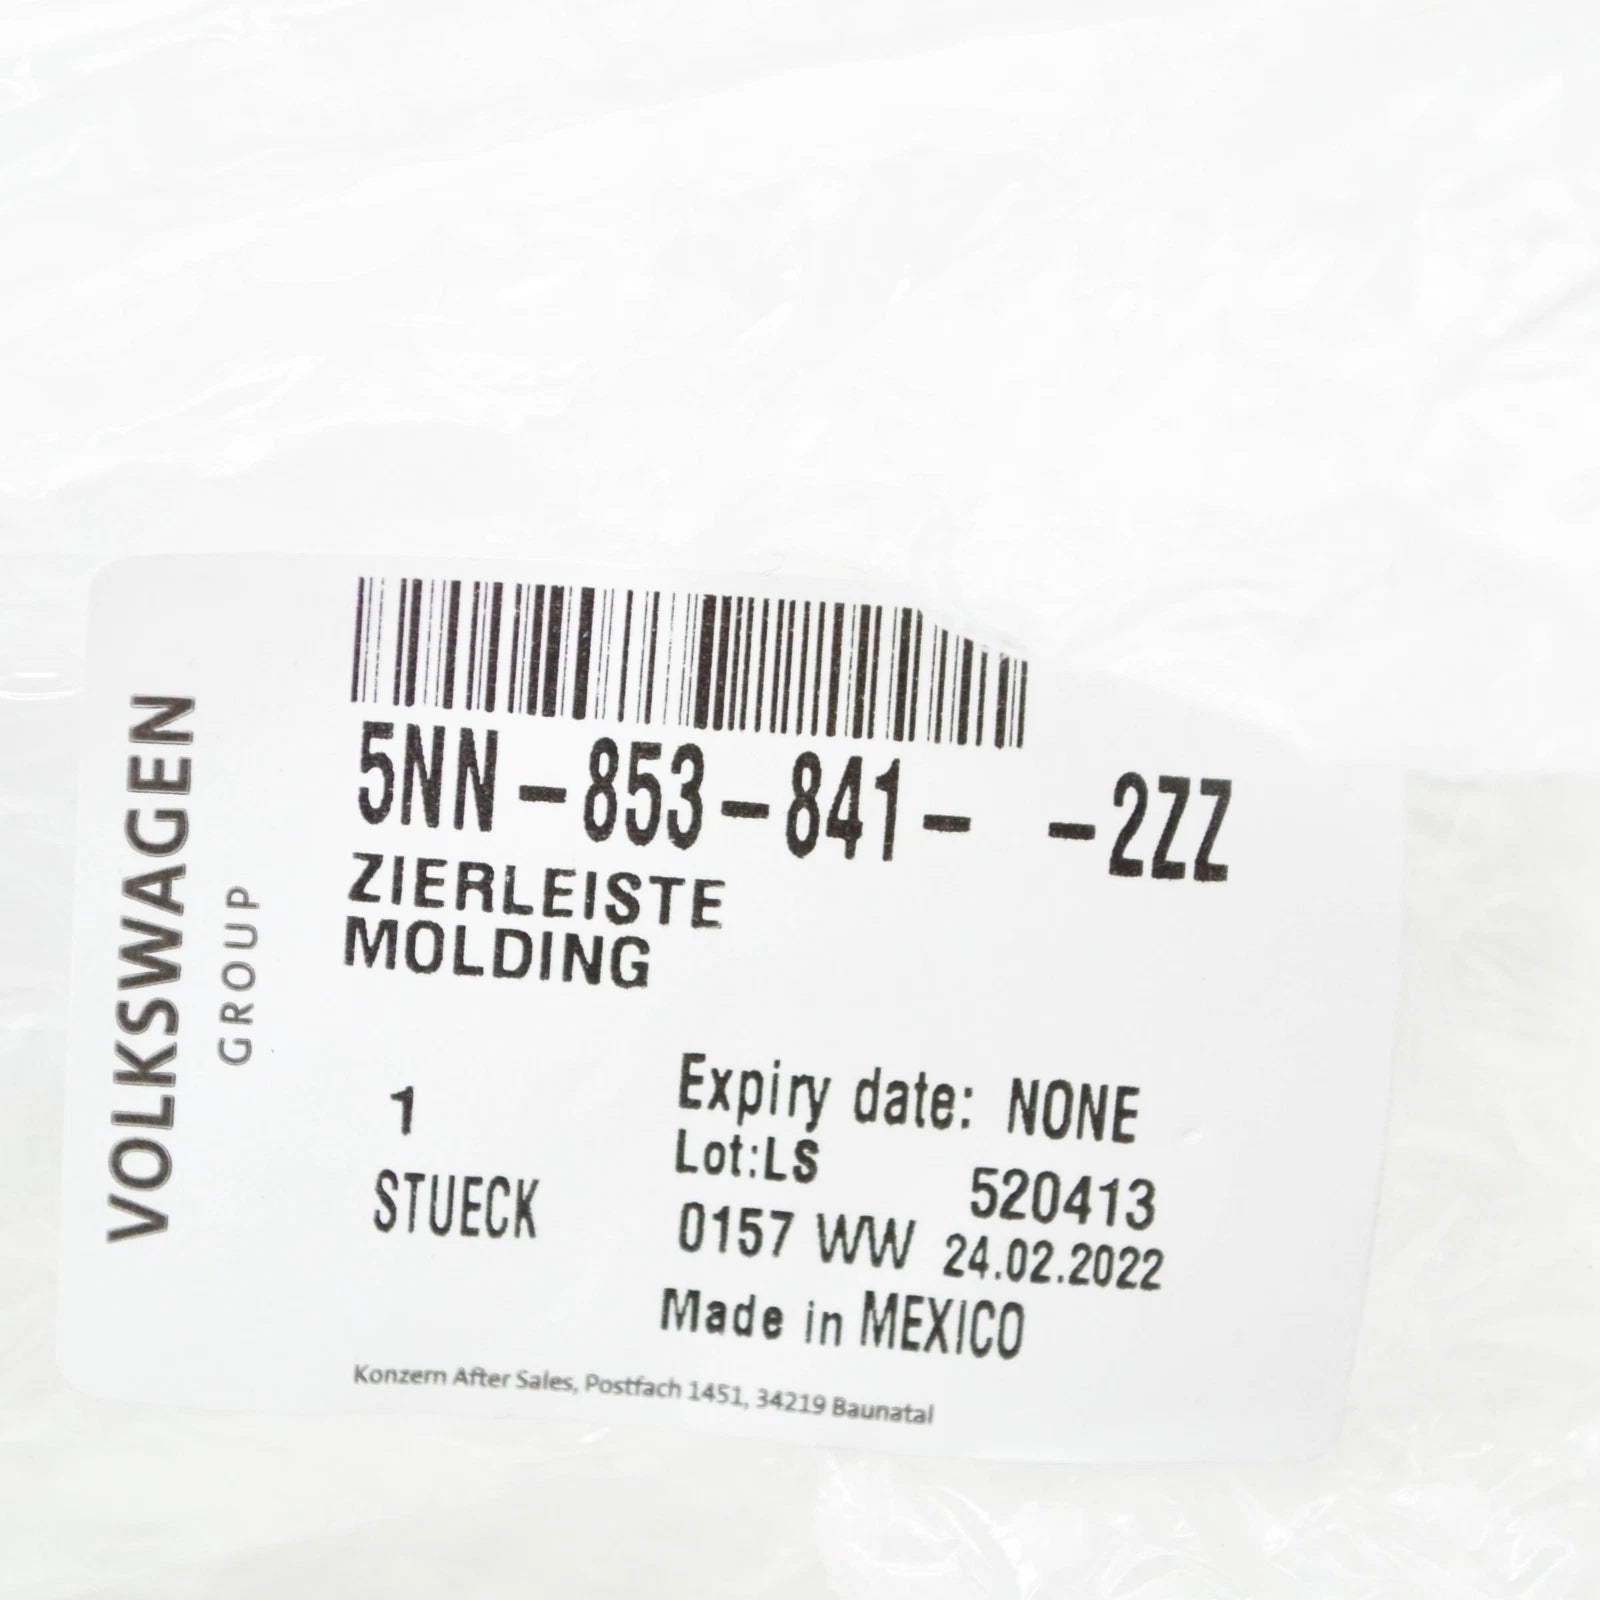 VOLKSWAGEN
GROUP
5NN-853-841- -2ZZ
ZIERLEISTE
MOLDING
1
STUECK
Expiry date: NONE
Lot:LS 520413
0157 WW 24.02.2022
Made in MEXICO
Konzern After Sales, Postfach 1451, 34219 Baunatal